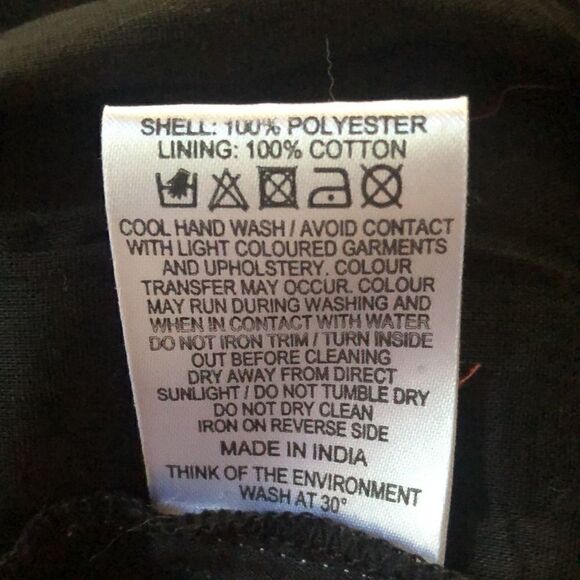 SHELL: 100% POLYESTER
LINING: 100% COTTON
COOL HAND WASH / AVOID CONTACT
WITH LIGHT COLOURED GARMENTS
AND UPHOLSTERY. COLOUR
TRANSFER MAY OCCUR. COLOUR
MAY RUN DURING WASHING AND
WHEN IN CONTACT WITH WATER
DO NOT IRON TRIM / TURN INSIDE
OUT BEFORE CLEANING
DRY AWAY FROM DIRECT
SUNLIGHT / DO NOT TUMBLE DRY
DO NOT DRY CLEAN
IRON ON REVERSE SIDE
MADE IN INDIA
THINK OF THE ENVIRONMENT
WASH AT 30°